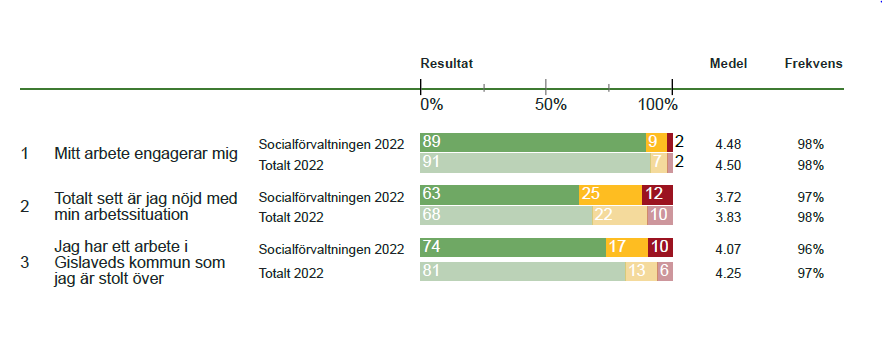 Resultat Medel Frekvens
0% 50% 100%
1 Mitt arbete engagerar mig
Socialförvaltningen 2022 89 9 2 4.48 98%
Totalt 2022 91 7 2 4.50 98%
2 Totalt sett är jag nöjd med
min arbetssituation
Socialförvaltningen 2022 63 25 12 3.72 97%
Totalt 2022 68 22 10 3.83 98%
3 Jag har ett arbete i
Gislaveds kommun som
jag är stolt över
Socialförvaltningen 2022 74 17 10 4.07 96%
Totalt 2022 81 13 6 4.25 97%